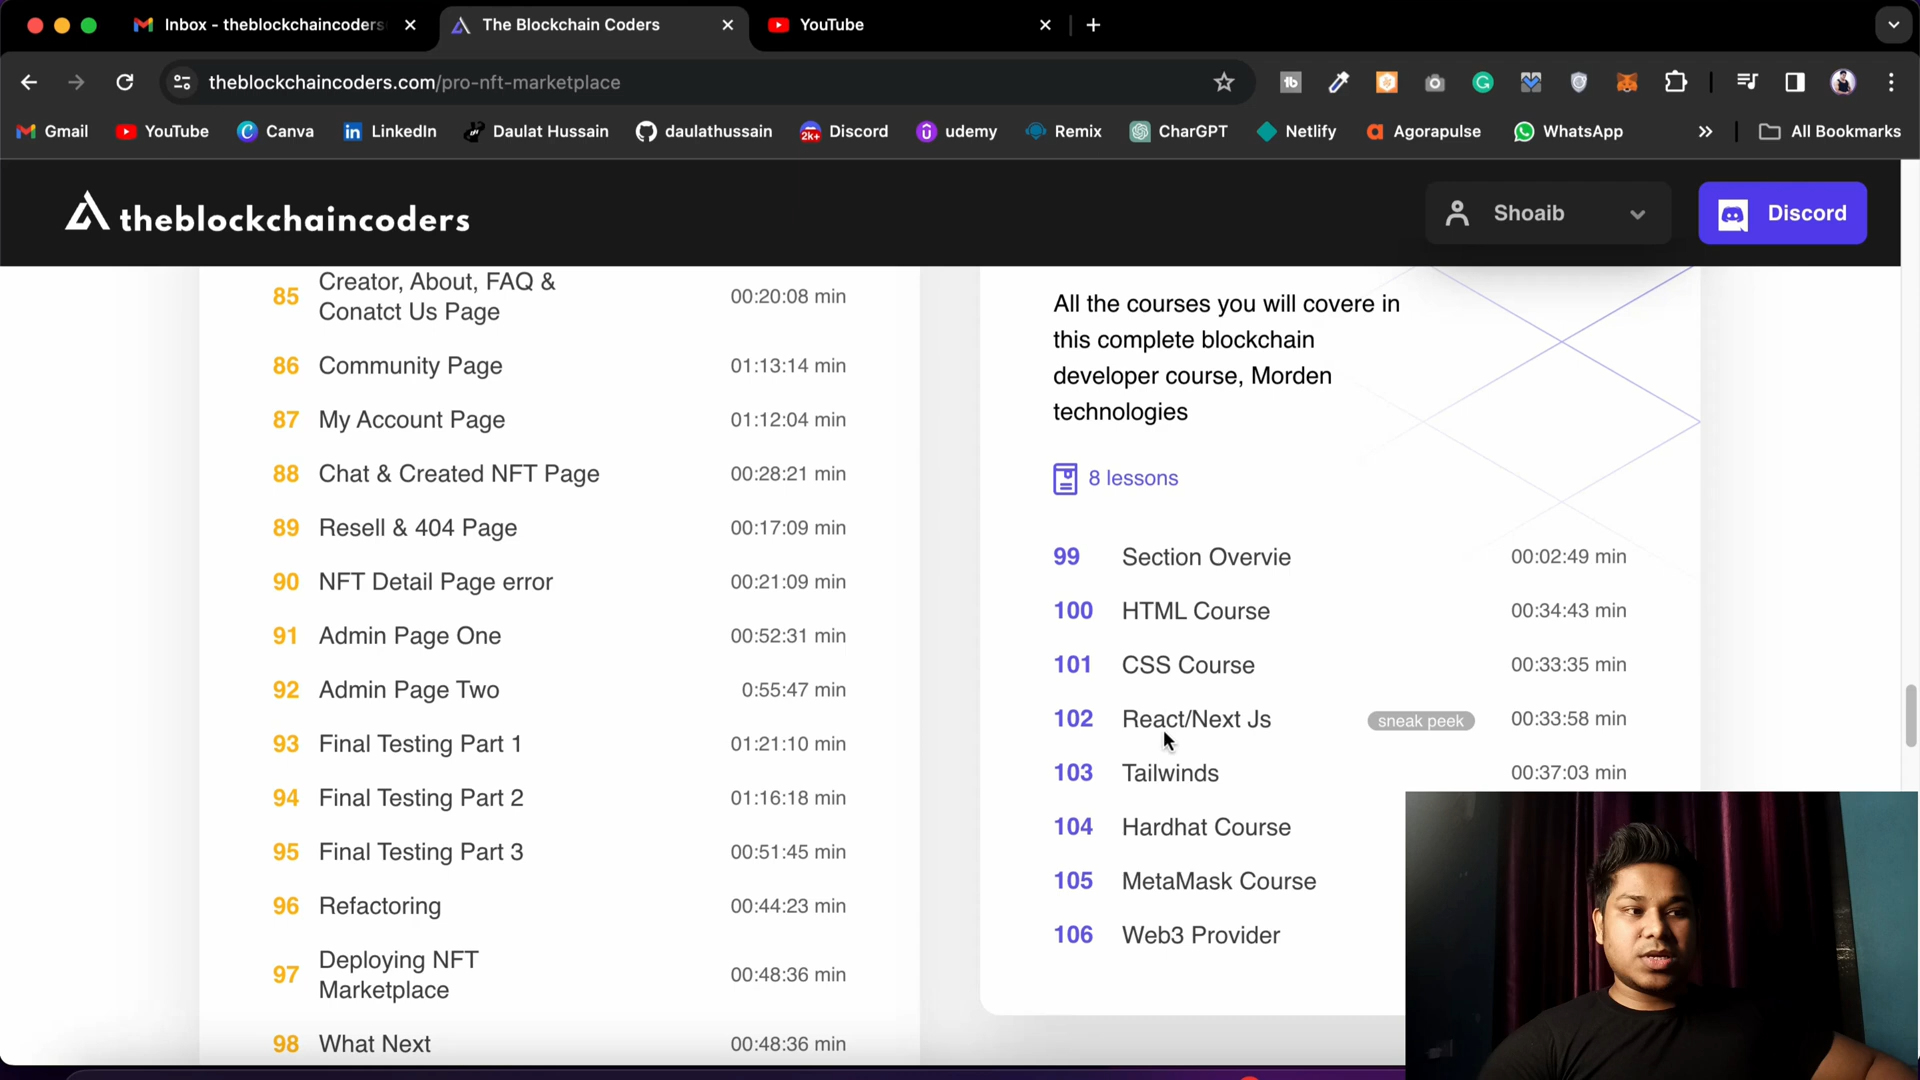 Inbox - theblockchaincoders
The Blockchain Coders
YouTube
theblockchaincoders.com/pro-nft-marketplace
Gmail
YouTube
Canva
LinkedIn
Daulat Hussain
daulathussain
2K+
Discord
udemy
Remix
CharGPT
Netlify
Agorapulse
WhatsApp
All Bookmarks
theblockchaincoders
Shoaib
Discord
85 Creator, About, FAQ & 00:20:08 min
Conatct Us Page
86 Community Page 01:13:14 min
87 My Account Page 01:12:04 min
88 Chat & Created NFT Page 00:28:21 min
89 Resell & 404 Page 00:17:09 min
90 NFT Detail Page error 00:21:09 min
91 Admin Page One 00:52:31 min
92 Admin Page Two 0:55:47 min
93 Final Testing Part 1 01:21:10 min
94 Final Testing Part 2 01:16:18 min
95 Final Testing Part 3 00:51:45 min
96 Refactoring 00:44:23 min
97 Deploying NFT 00:48:36 min
Marketplace
98 What Next 00:48:36 min
All the courses you will covere in
this complete blockchain
developer course, Morden
technologies
8 lessons
99 Section Overvie 00:02:49 min
100 HTML Course 00:34:43 min
101 CSS Course 00:33:35 min
102 React/Next Js sneak peek 00:33:58 min
103 Tailwinds 00:37:03 min
104 Hardhat Course
105 MetaMask Course
106 Web3 Provider